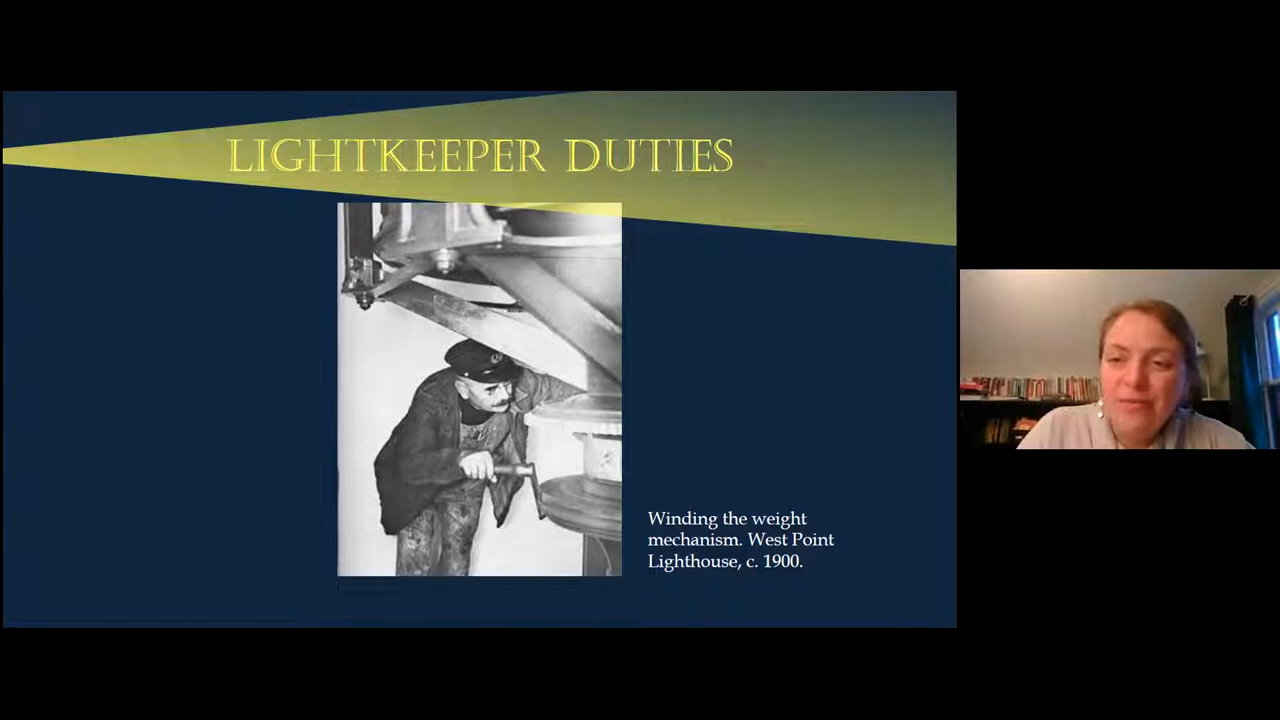 LIGHTKEEPER DUTIES
Winding the weight
mechanism. West Point
Lighthouse, c. 1900.